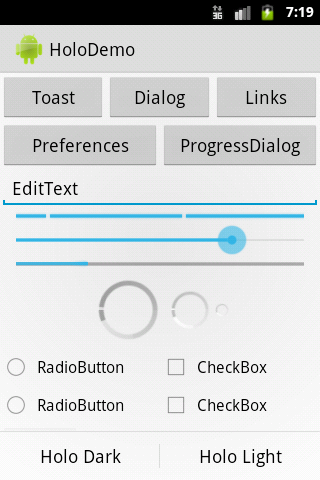 3G 7:19
HoloDemo
Toast Dialog Links
Preferences ProgressDialog
EditText
RadioButton CheckBox
RadioButton CheckBox
Holo Dark Holo Light